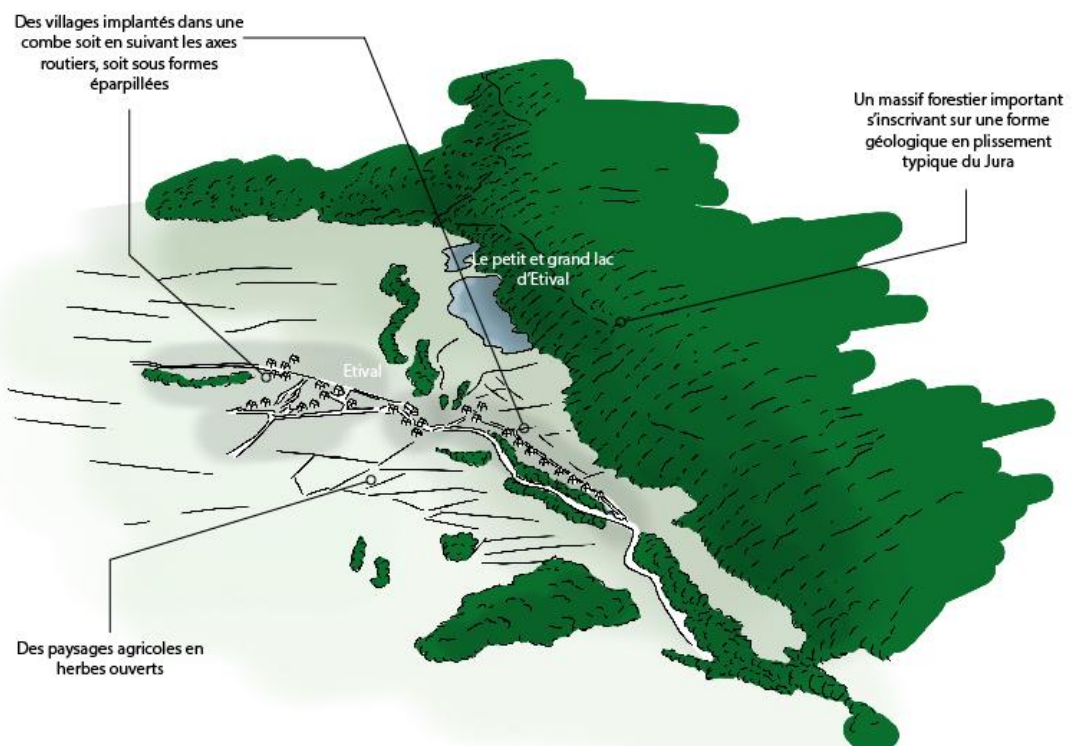 Des villages implantés dans une
combe soit en suivant les axes
routiers, soit sous formes
éparpillées
Un massif forestier important
s'inscrivant sur une forme
géologique en plissement
typique du Jura
Le petit et grand lac
d'Etival
Etival
Des paysages agricoles en
herbes ouverts